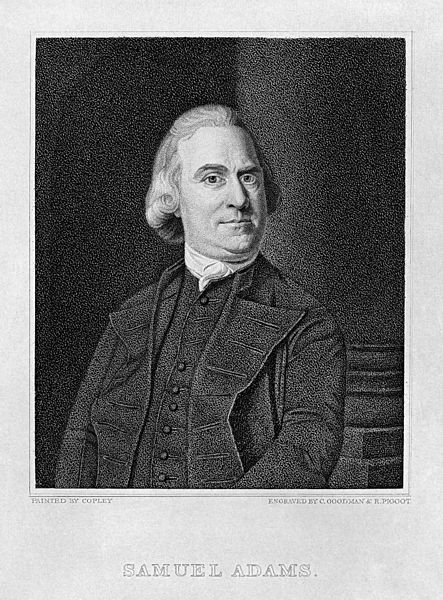 PAINTED BY COPLEY
ENGRAVED BY C. GOODMAN & R. PIGGOT.
SAMUEL ADAMS.